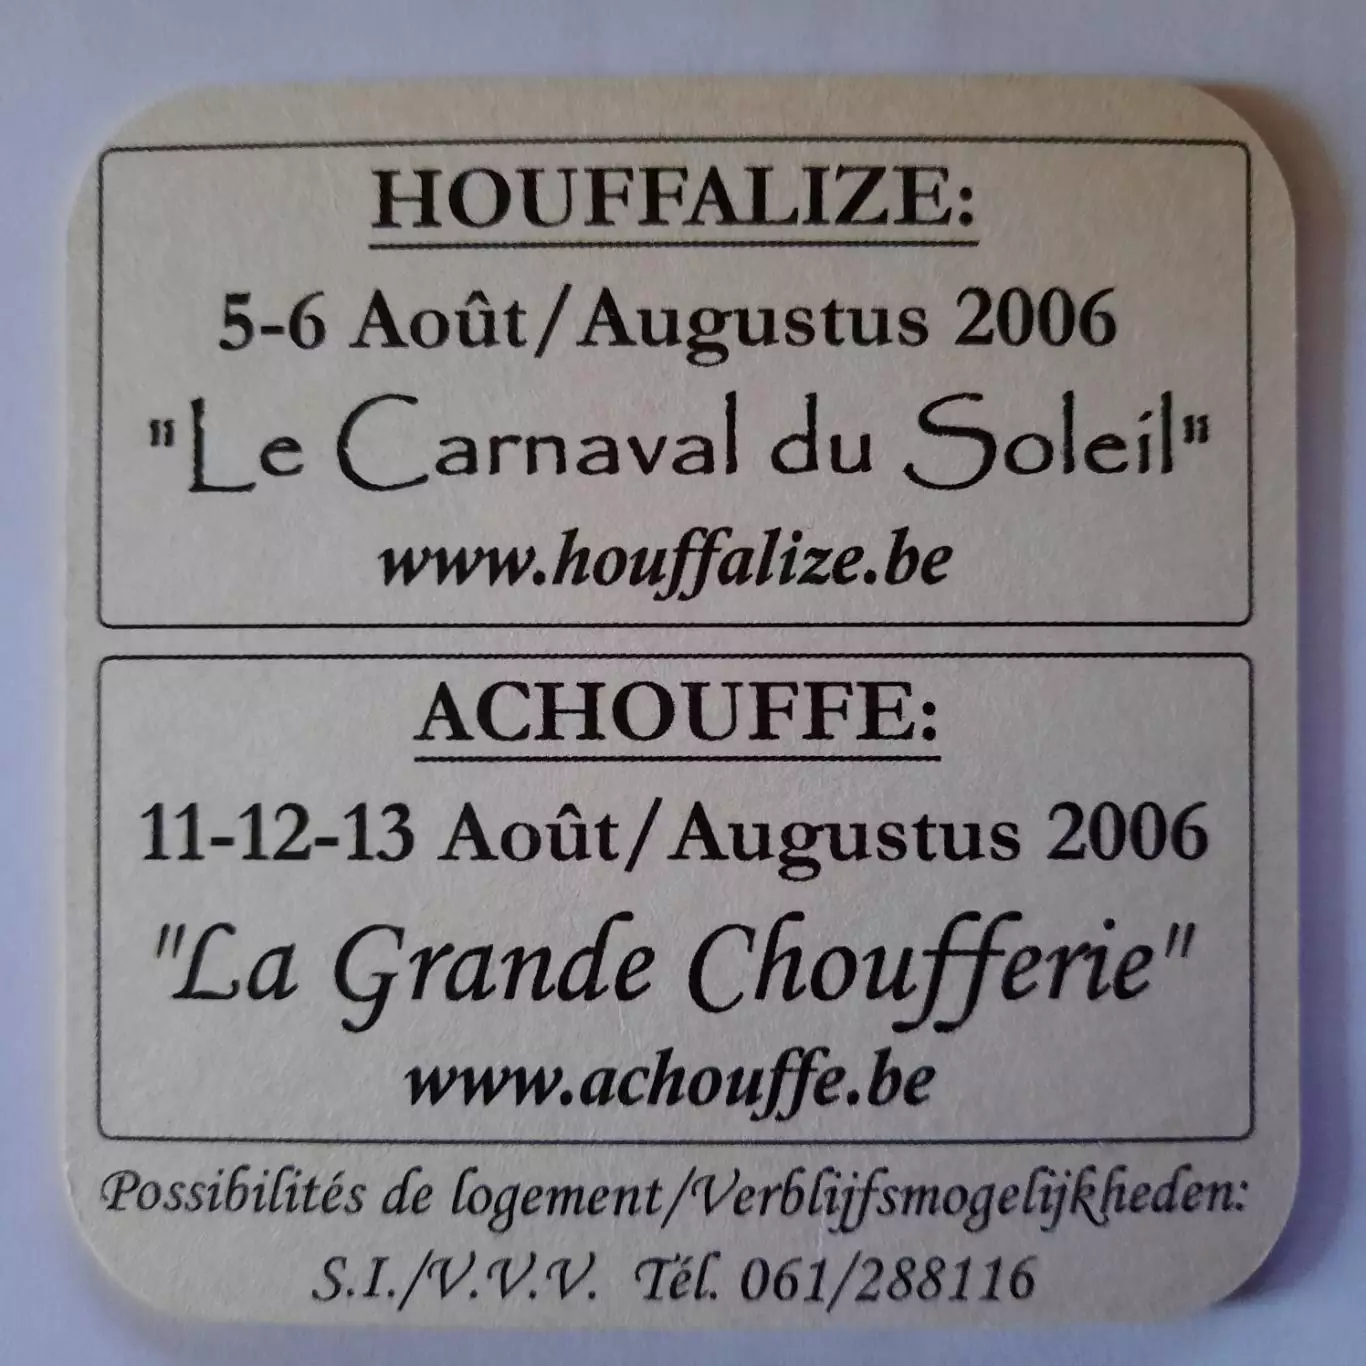 HOUFFALIZE:
5-6 Août/Augustus 2006
"Le Carnaval du Soleil"
www.houffalize.be
ACHOUFFE:
11-12-13 Août/Augustus 2006
"La Grande Choufferie"
www.achouffe.be
Possibilités de logement/Verblijfsmogelijkheden:
S.I./V.V.V. Tél. 061/288116